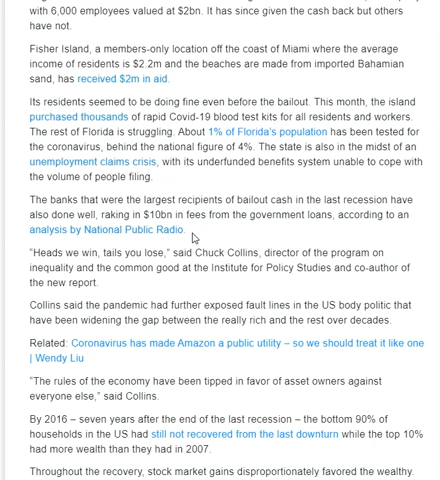 with 6,000 employees valued at $2bn. It has since given the cash back but others
have not.
Fisher Island, a members-only location off the coast of Miami where the average
income of residents is $2.2m and the beaches are made from imported Bahamian
sand, has received $2m in aid.
Its residents seemed to be doing fine even before the bailout. This month, the island
purchased thousands of rapid Covid-19 blood test kits for all residents and workers.
The rest of Florida is struggling. About 1% of Florida's population has been tested for
the coronavirus, behind the national figure of 4%. The state is also in the midst of an
unemployment claims crisis, with its underfunded benefits system unable to cope with
the volume of people filing.
The banks that were the largest recipients of bailout cash in the last recession have
also done well, raking in $10bn in fees from the government loans, according to an
analysis by National Public Radio.
"Heads we win, tails you lose," said Chuck Collins, director of the program on
inequality and the common good at the Institute for Policy Studies and co-author of
the new report.
Collins said the pandemic had further exposed fault lines in the US body politic that
have been widening the gap between the really rich and the rest over decades.
Related: Coronavirus has made Amazon a public utility – so we should treat it like one
| Wendy Liu
"The rules of the economy have been tipped in favor of asset owners against
everyone else," said Collins.
By 2016 – seven years after the end of the last recession – the bottom 90% of
households in the US had still not recovered from the last downturn while the top 10%
had more wealth than they had in 2007.
Throughout the recovery, stock market gains disproportionately favored the wealthy.